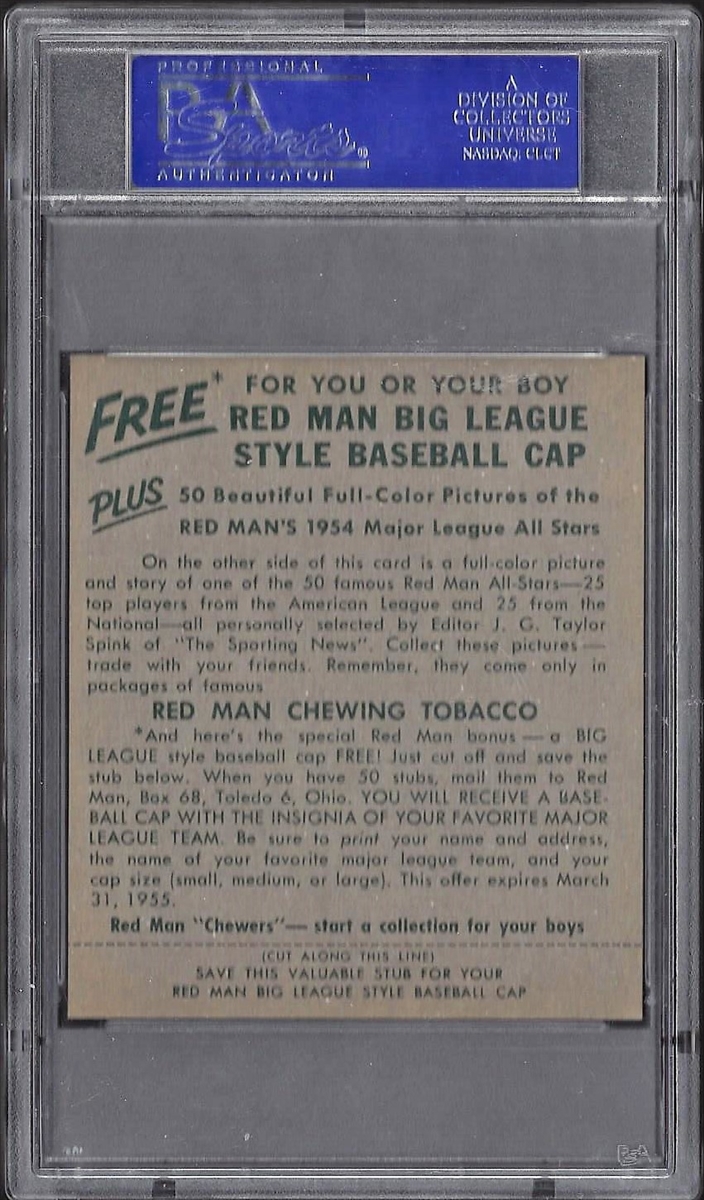 PROFESSIONAL
PSA
Sports®
AUTHENTICATOR
A
DIVISION OF
COLLECTORS
UNIVERSE
NASDAQ: CLCT
FREE* FOR YOU OR YOUR BOY
RED MAN BIG LEAGUE
STYLE BASEBALL CAP
PLUS 50 Beautiful Full-Color Pictures of the
RED MAN'S 1954 Major League All Stars
On the other side of this card is a full-color picture
and story of one of the 50 famous Red Man All-Stars—25
top players from the American League and 25 from the
National—all personally selected by Editor J. G. Taylor
Spink of "The Sporting News". Collect these pictures—
trade with your friends. Remember, they come only in
packages of famous
RED MAN CHEWING TOBACCO
*And here's the special Red Man bonus — a BIG
LEAGUE style baseball cap FREE! Just cut off and save the
stub below. When you have 50 stubs, mail them to Red
Man, Box 68, Toledo 6, Ohio. YOU WILL RECEIVE A BASE-
BALL CAP WITH THE INSIGNIA OF YOUR FAVORITE MAJOR
LEAGUE TEAM. Be sure to print your name and address,
the name of your favorite major league team, and your
cap size (small, medium, or large). This offer expires March
31, 1955.
Red Man "Chewers"— start a collection for your boys
(CUT ALONG THIS LINE)
SAVE THIS VALUABLE STUB FOR YOUR
RED MAN BIG LEAGUE STYLE BASEBALL CAP
PSA